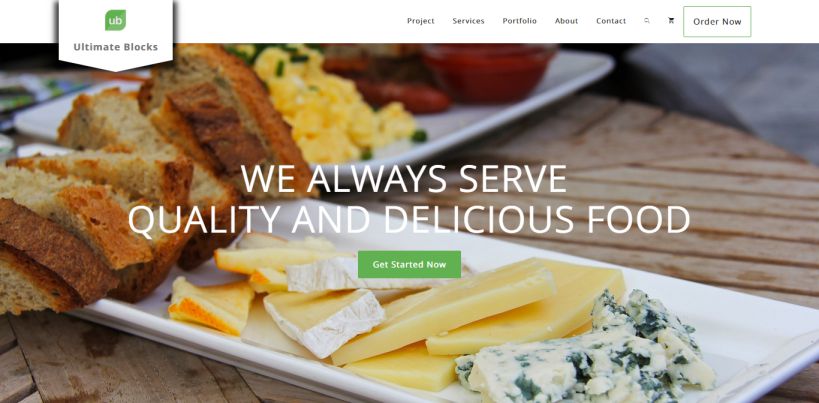 ub
Ultimate Blocks
Project
Services
Portfolio
About
Contact
Order Now
WE ALWAYS SERVE
QUALITY AND DELICIOUS FOOD
Get Started Now